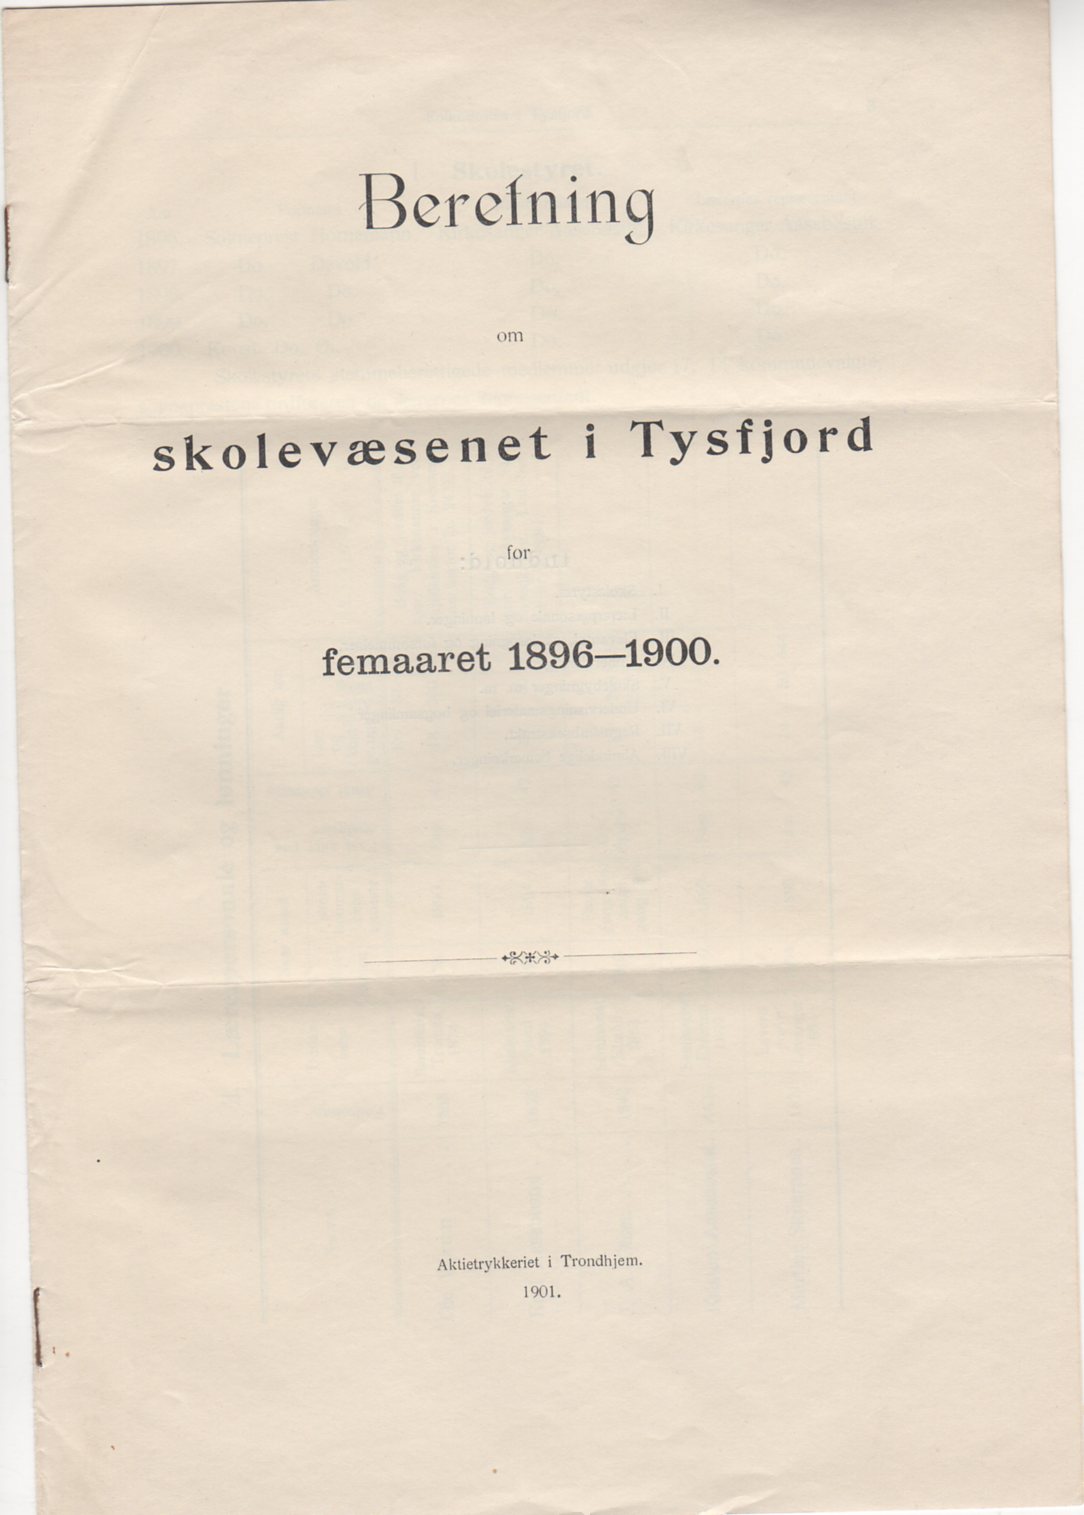 Beretning
om
skolevæsenet i Tysfjord
for
femaaret 1896—1900.
Aktietrykkeriet i Trondhjem.
1901.